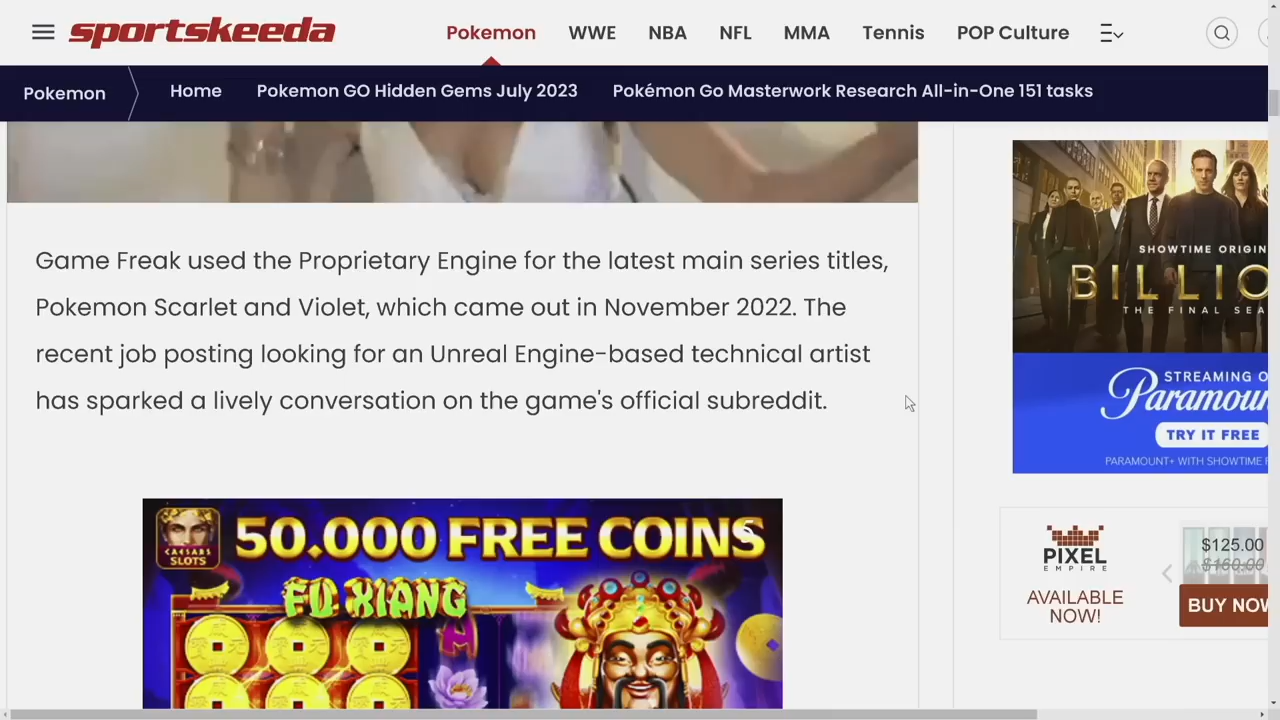 sportskeeda
Pokemon WWE NBA NFL MMA Tennis POP Culture
Pokemon Home Pokemon GO Hidden Gems July 2023 Pokémon Go Masterwork Research All-in-One 151 tasks
Game Freak used the Proprietary Engine for the latest main series titles,
Pokemon Scarlet and Violet, which came out in November 2022. The
recent job posting looking for an Unreal Engine-based technical artist
has sparked a lively conversation on the game's official subreddit.
SHOWTIME ORIGIN
BILLIO
THE FINAL SEA
STREAMING O
Paramoun
TRY IT FREE
PARAMOUNT+ WITH SHOWTIME
PIXEL
EMPIRE
AVAILABLE
NOW!
$125.00
$160.00
BUY NOW
CAESARS
SLOTS
50.000 FREE COINS
5
FU XIANG